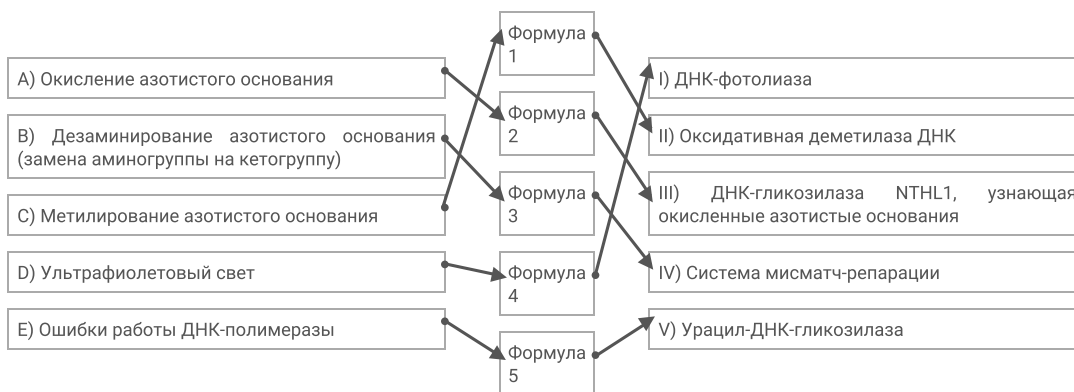 А) Окисление азотистого основания
В) Дезаминирование азотистого основания
(замена аминогруппы на кетогруппу)
С) Метилирование азотистого основания
D) Ультрафиолетовый свет
Е) Ошибки работы ДНК-полимеразы
Формула
1
Формула
2
Формула
3
Формула
4
Формула
5
I) ДНК-фотолиаза
II) Оксидативная деметилаза ДНК
III) ДНК-гликозилаза NTHL1, узнающая
окисленные азотистые основания
IV) Система мисматч-репарации
V) Урацил-ДНК-гликозилаза